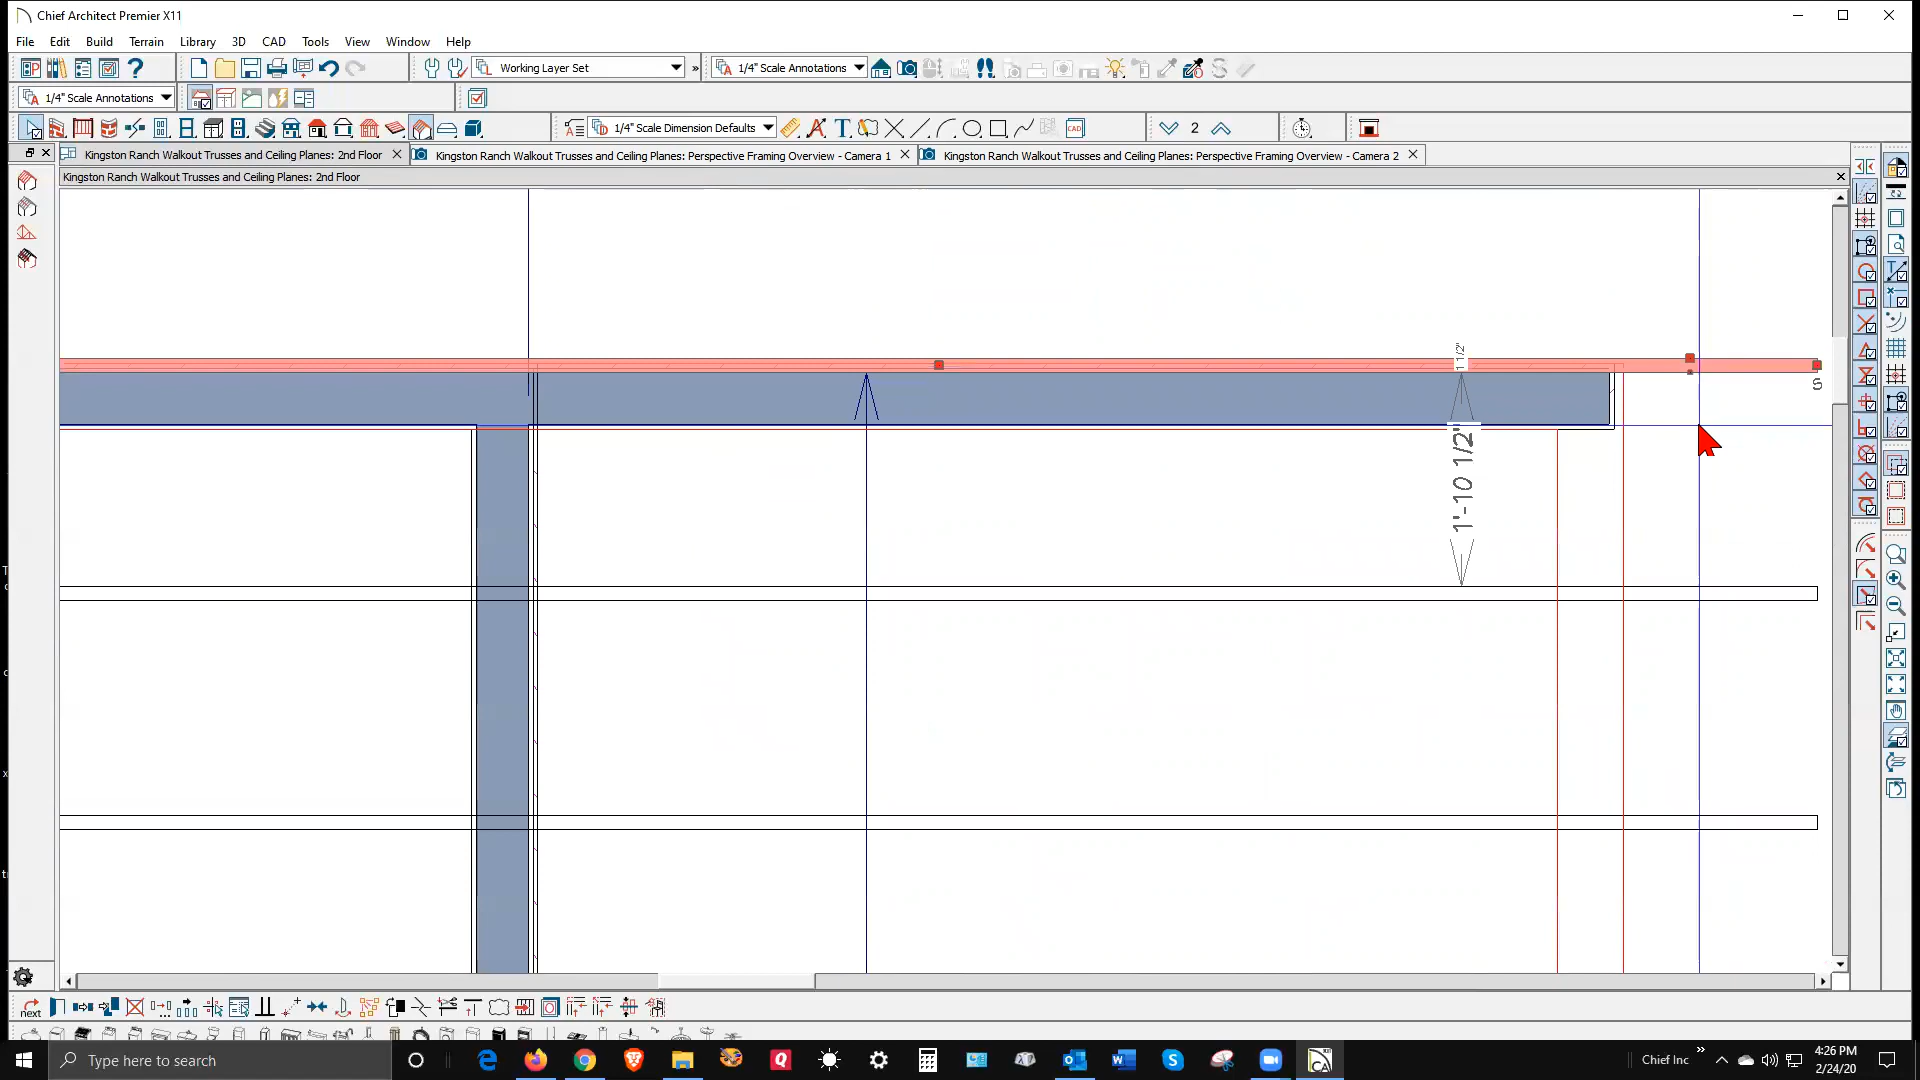 Chief Architect Premier X11
File Edit Build Terrain Library 3D CAD Tools View Window Help
Working Layer Set » 1/4" Scale Annotations
1/4" Scale Annotations
1/4" Scale Dimension Defaults T CAD 2
Kingston Ranch Walkout Trusses and Ceiling Planes: 2nd Floor Kingston Ranch Walkout Trusses and Ceiling Planes: Perspective Framing Overview - Camera 1 Kingston Ranch Walkout Trusses and Ceiling Planes: Perspective Framing Overview - Camera 2
Kingston Ranch Walkout Trusses and Ceiling Planes: 2nd Floor
1 1/2"
S
1'-10 1/2"
next
Type here to search
Chief Inc » 4:26 PM
2/24/20